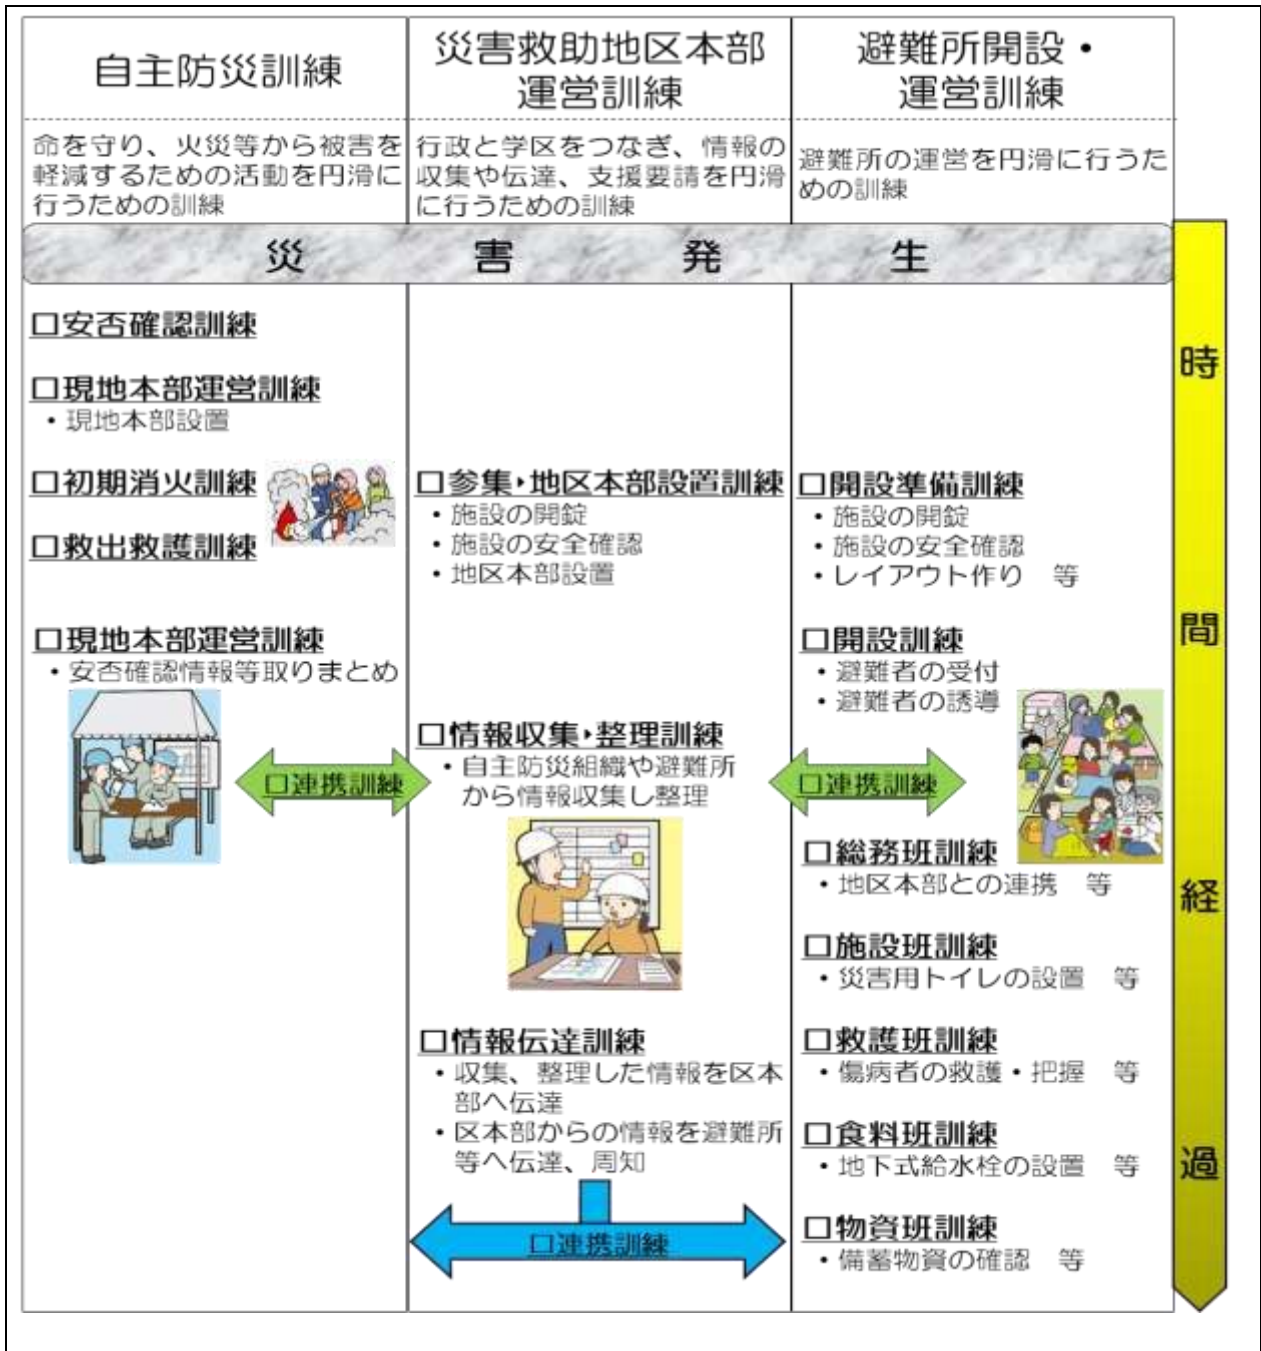 自主防災訓練
命を守り、火災等から被害を
軽減するための活動を円滑に
行うための訓練
災害救助地区本部
運営訓練
行政と学区をつなぎ、情報の
収集や伝達、支援要請を円滑
に行うための訓練
避難所開設・
運営訓練
避難所の運営を円滑に行うた
めの訓練
災害発生
□安否確認訓練
□現地本部運営訓練
・現地本部設置
□初期消火訓練
□救出救護訓練
□現地本部運営訓練
・安否確認情報等取りまとめ
□連携訓練
□参集・地区本部設置訓練
・施設の開錠
・施設の安全確認
・地区本部設置
□情報収集・整理訓練
・自主防災組織や避難所
から情報収集し整理
□情報伝達訓練
・収集、整理した情報を区本
部へ伝達
・区本部からの情報を避難所
等へ伝達、周知
□連携訓練
□開設準備訓練
・施設の開錠
・施設の安全確認
・レイアウト作り　等
□開設訓練
・避難者の受付
・避難者の誘導
□連携訓練
□総務班訓練
・地区本部との連携　等
□施設班訓練
・災害用トイレの設置　等
□救護班訓練
・傷病者の救護・把握　等
□食料班訓練
・地下式給水栓の設置　等
□物資班訓練
・備蓄物資の確認　等
時間経過